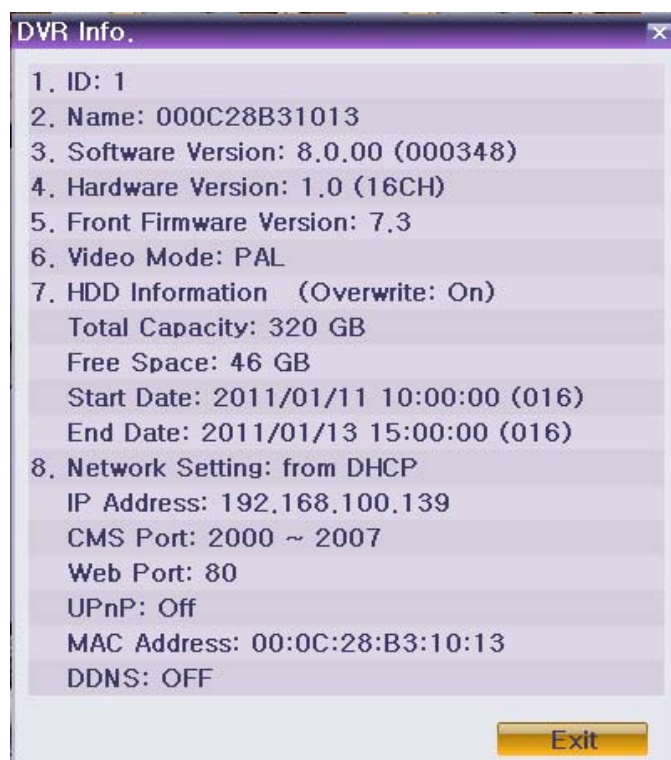 DVR Info.
1. ID: 1
2. Name: 000C28B31013
3. Software Version: 8.0.00 (000348)
4. Hardware Version: 1.0 (16CH)
5. Front Firmware Version: 7.3
6. Video Mode: PAL
7. HDD Information (Overwrite: On)
Total Capacity: 320 GB
Free Space: 46 GB
Start Date: 2011/01/11 10:00:00 (016)
End Date: 2011/01/13 15:00:00 (016)
8. Network Setting: from DHCP
IP Address: 192.168.100.139
CMS Port: 2000 ~ 2007
Web Port: 80
UPnP: Off
MAC Address: 00:0C:28:B3:10:13
DDNS: OFF
Exit